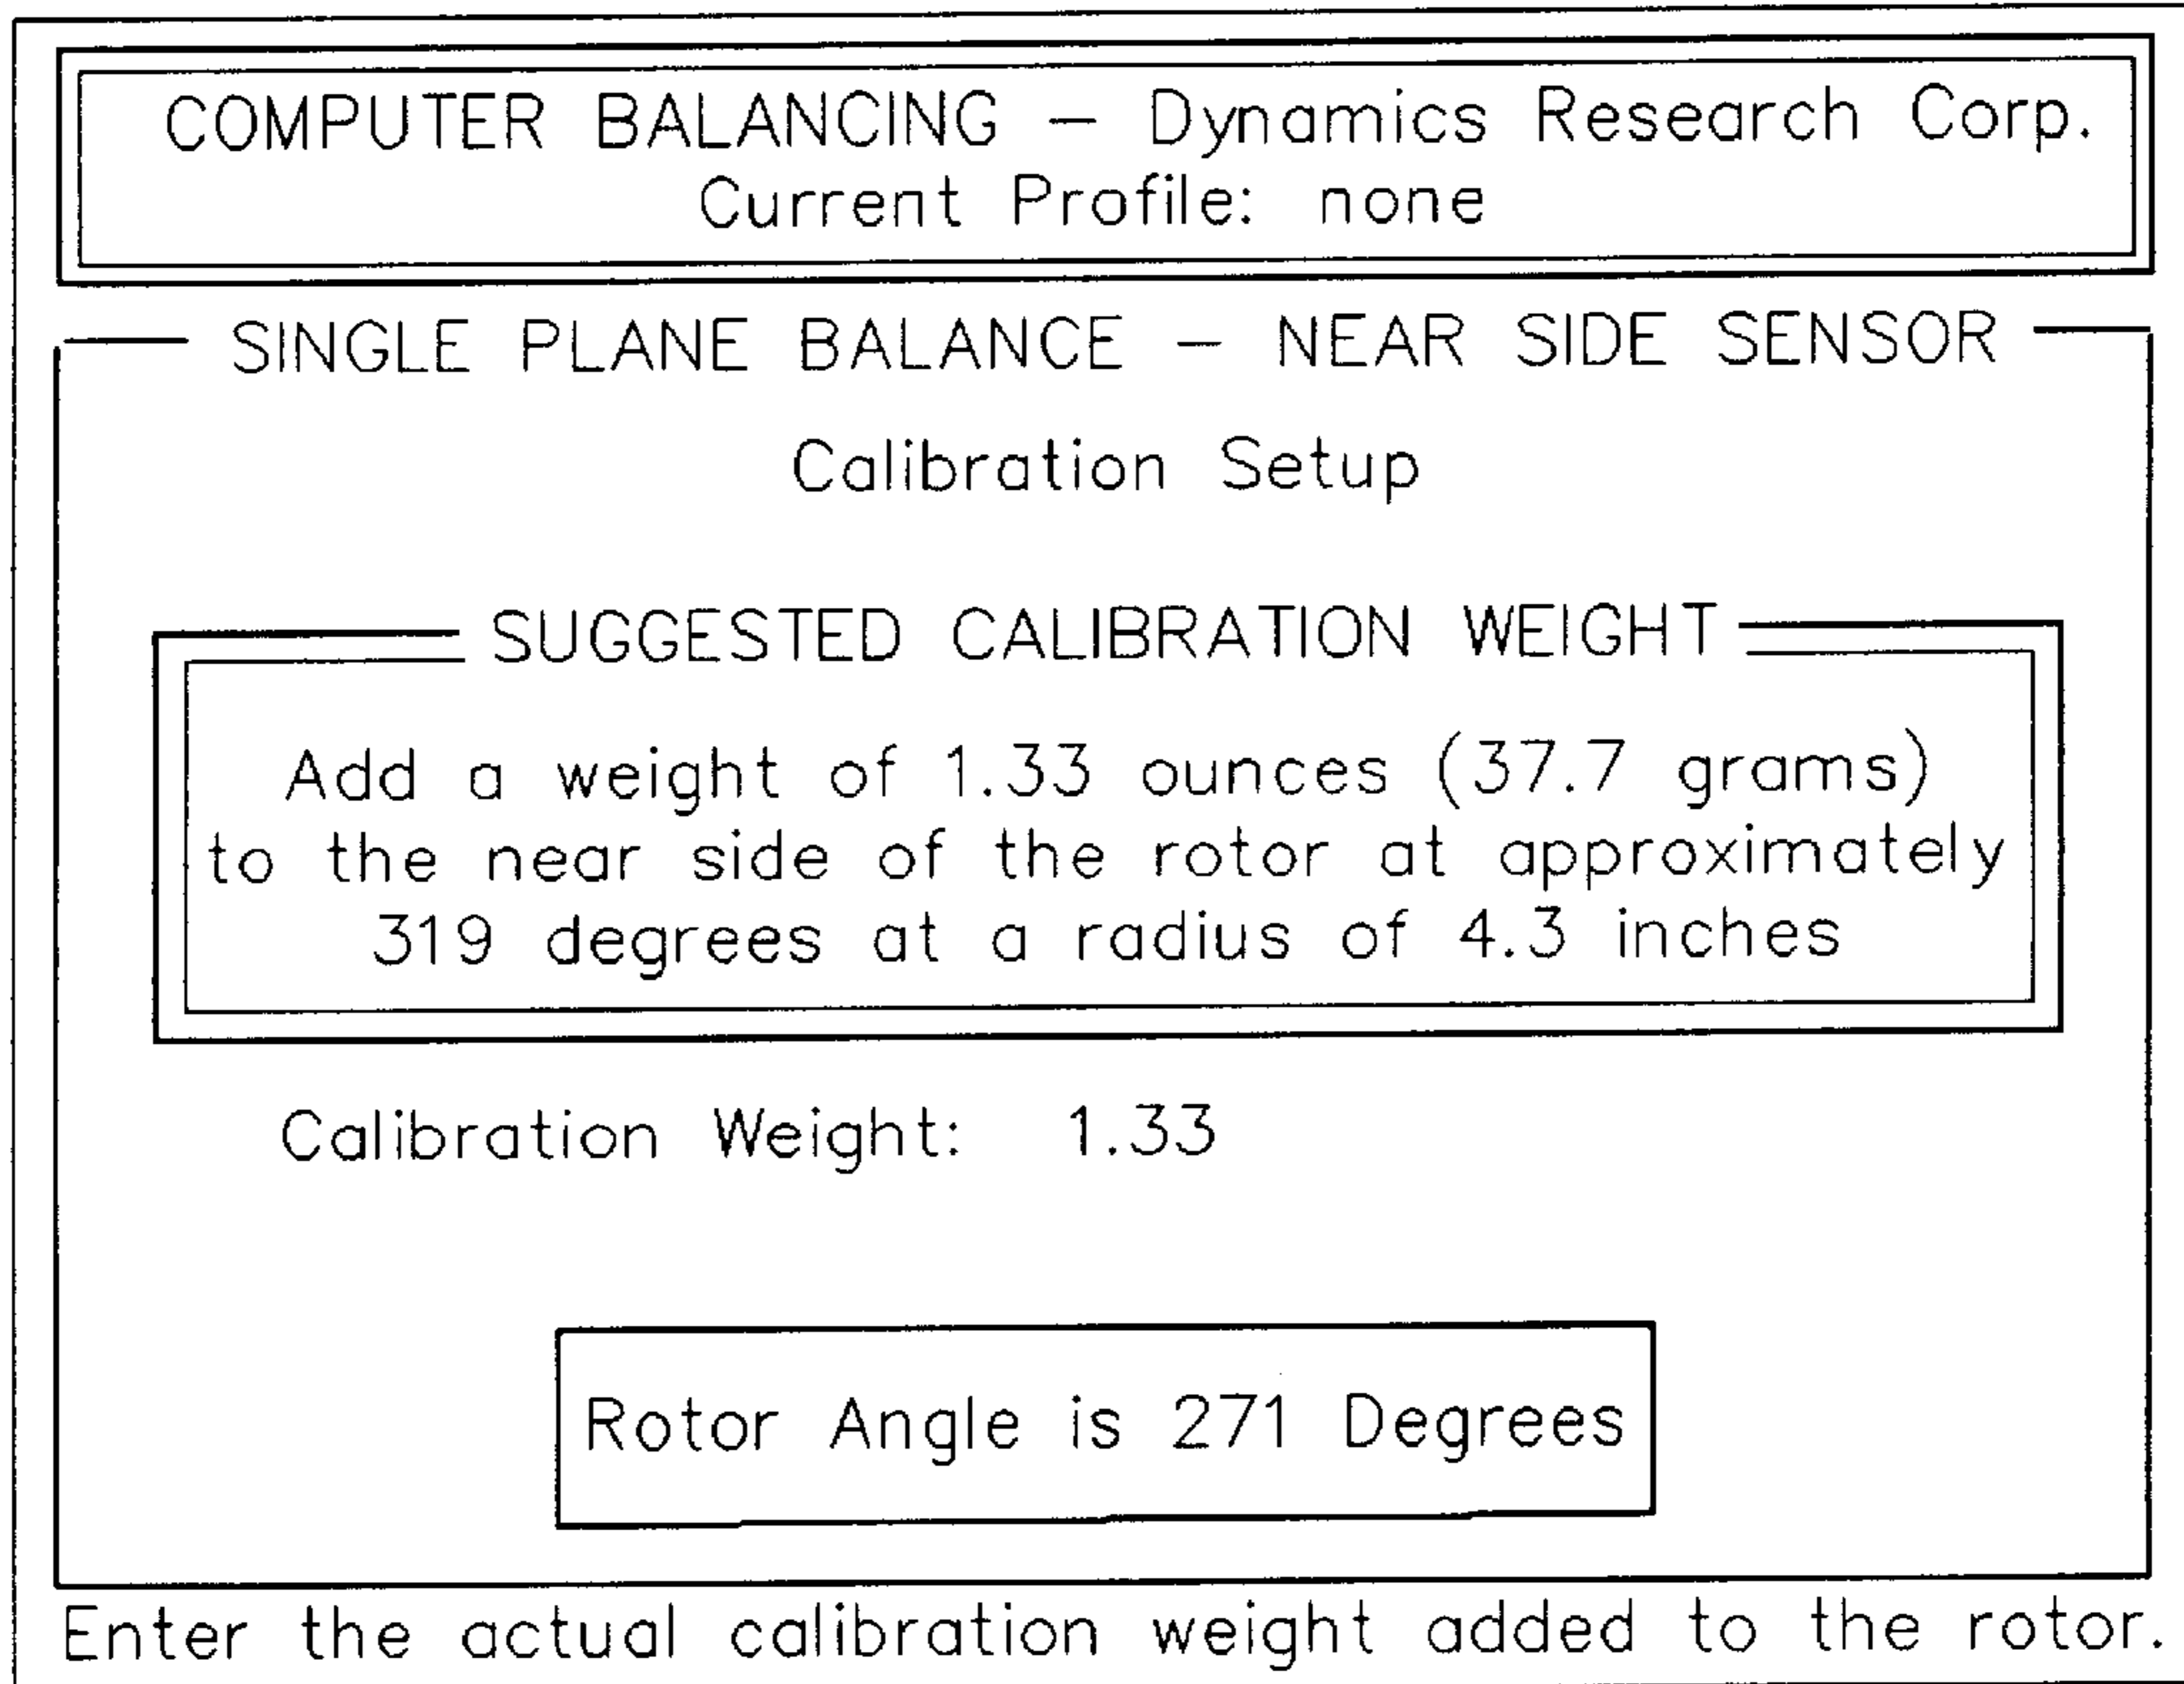 COMPUTER BALANCING – Dynamics Research Corp.
Current Profile: none
SINGLE PLANE BALANCE – NEAR SIDE SENSOR
Calibration Setup
SUGGESTED CALIBRATION WEIGHT
Add a weight of 1.33 ounces (37.7 grams)
to the near side of the rotor at approximately
319 degrees at a radius of 4.3 inches
Calibration Weight: 1.33
Rotor Angle is 271 Degrees
Enter the actual calibration weight added to the rotor.